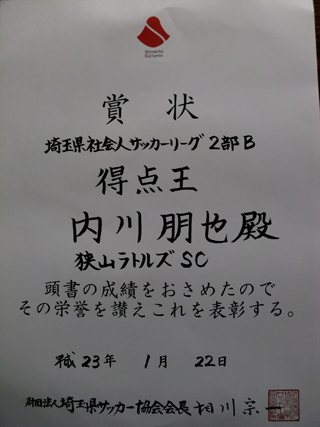 賞状
埼玉県社会人サッカーリーグ 2部B
得点王
内川朋也殿
狭山ラトルズSC
頭書の成績をおさめたので
その栄誉を讃えこれを表彰する。
平成 23年 1月 22日
財団法人埼玉県サッカー協会会長 相川宗一